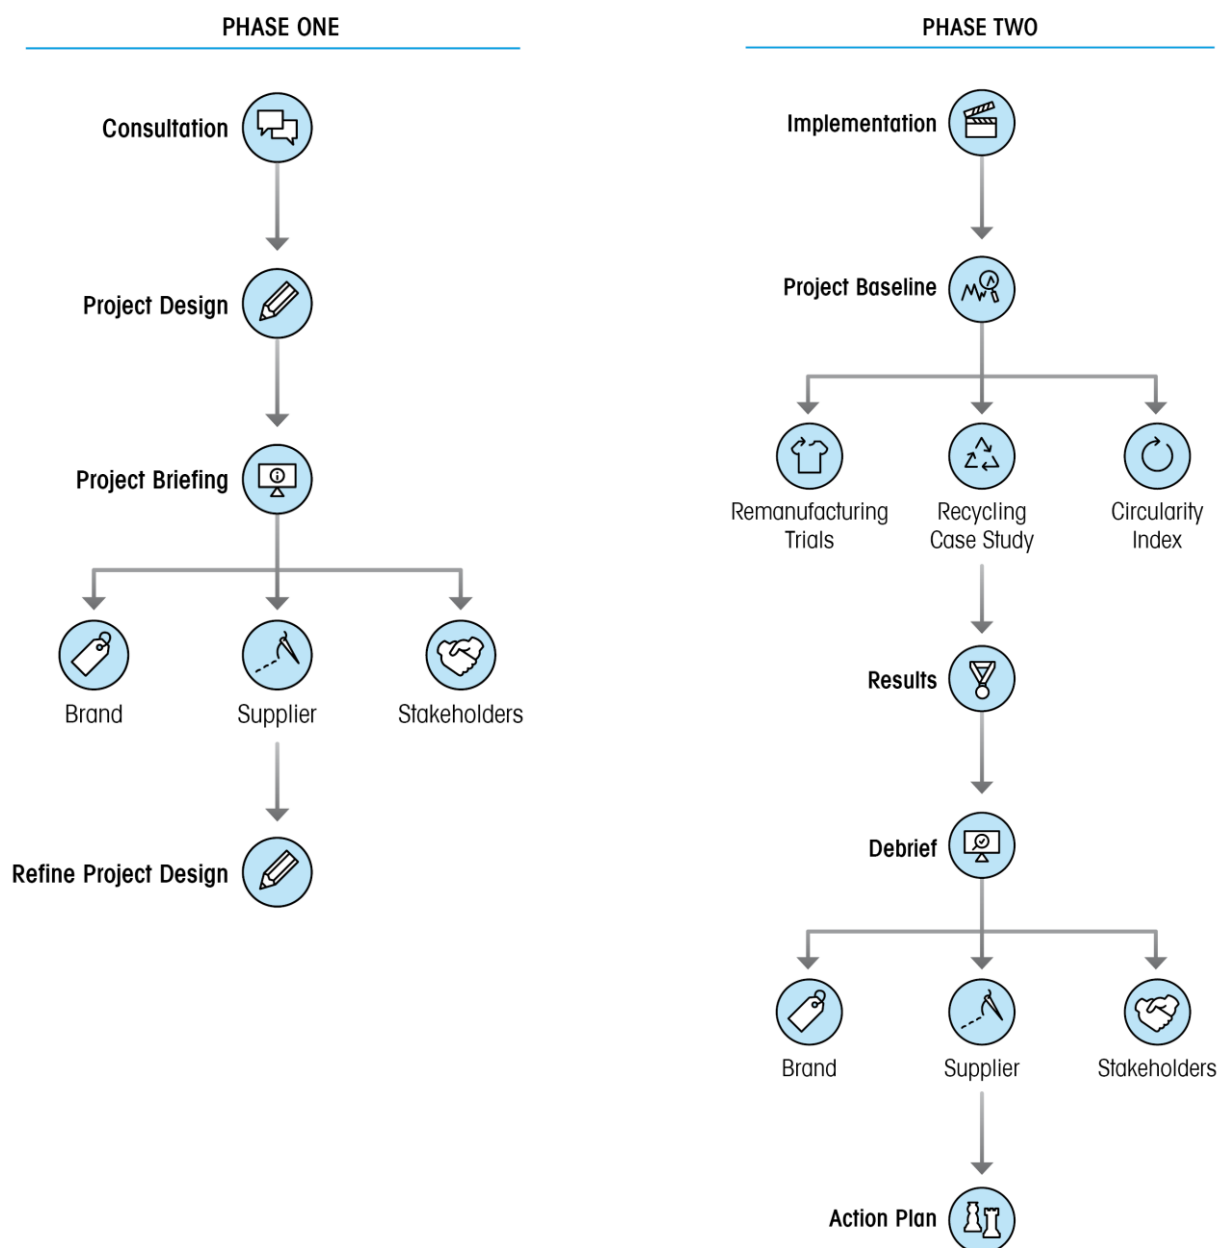 PHASE ONE
Consultation
Project Design
Project Briefing
Brand
Supplier
Stakeholders
Refine Project Design
PHASE TWO
Implementation
Project Baseline
Remanufacturing
Trials
Recycling
Case Study
Circularity
Index
Results
Debrief
Brand
Supplier
Stakeholders
Action Plan